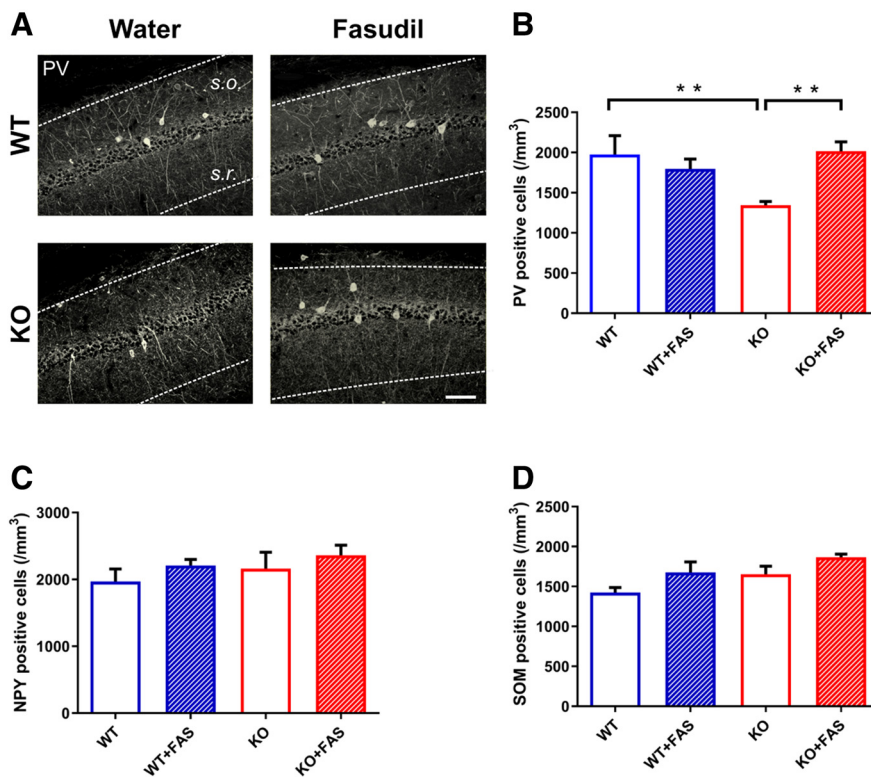 A
Water
Fasudil
PV
s.o.
s.r.
WT
KO
B
* *
* *
PV positive cells (/mm³)
2500
2000
1500
1000
500
0
WT
WT+FAS
KO
KO+FAS
C
NPY positive cells (/mm³)
3000
2000
1000
0
WT
WT+FAS
KO
KO+FAS
D
SOM positive cells (/mm³)
2500
2000
1500
1000
500
0
WT
WT+FAS
KO
KO+FAS